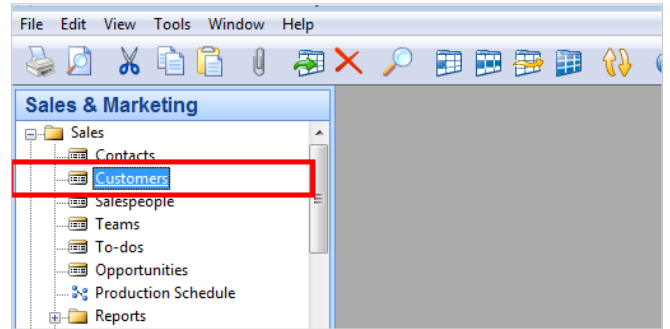 File Edit View Tools Window Help
Sales & Marketing
Sales
Contacts
Customers
Salespeople
Teams
To-dos
Opportunities
Production Schedule
Reports